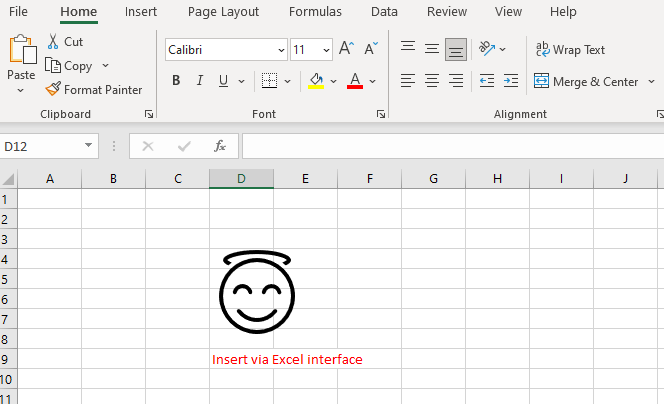 File Home Insert Page Layout Formulas Data Review View Help
Cut
Copy
Format Painter
Paste
Calibri 11 A A
B I U A
ab Wrap Text
Merge & Center
Clipboard Font Alignment
D12 fx
A B C D E F G H I J
1
2
3
4
5
6
7
8
9 Insert via Excel interface
10
11